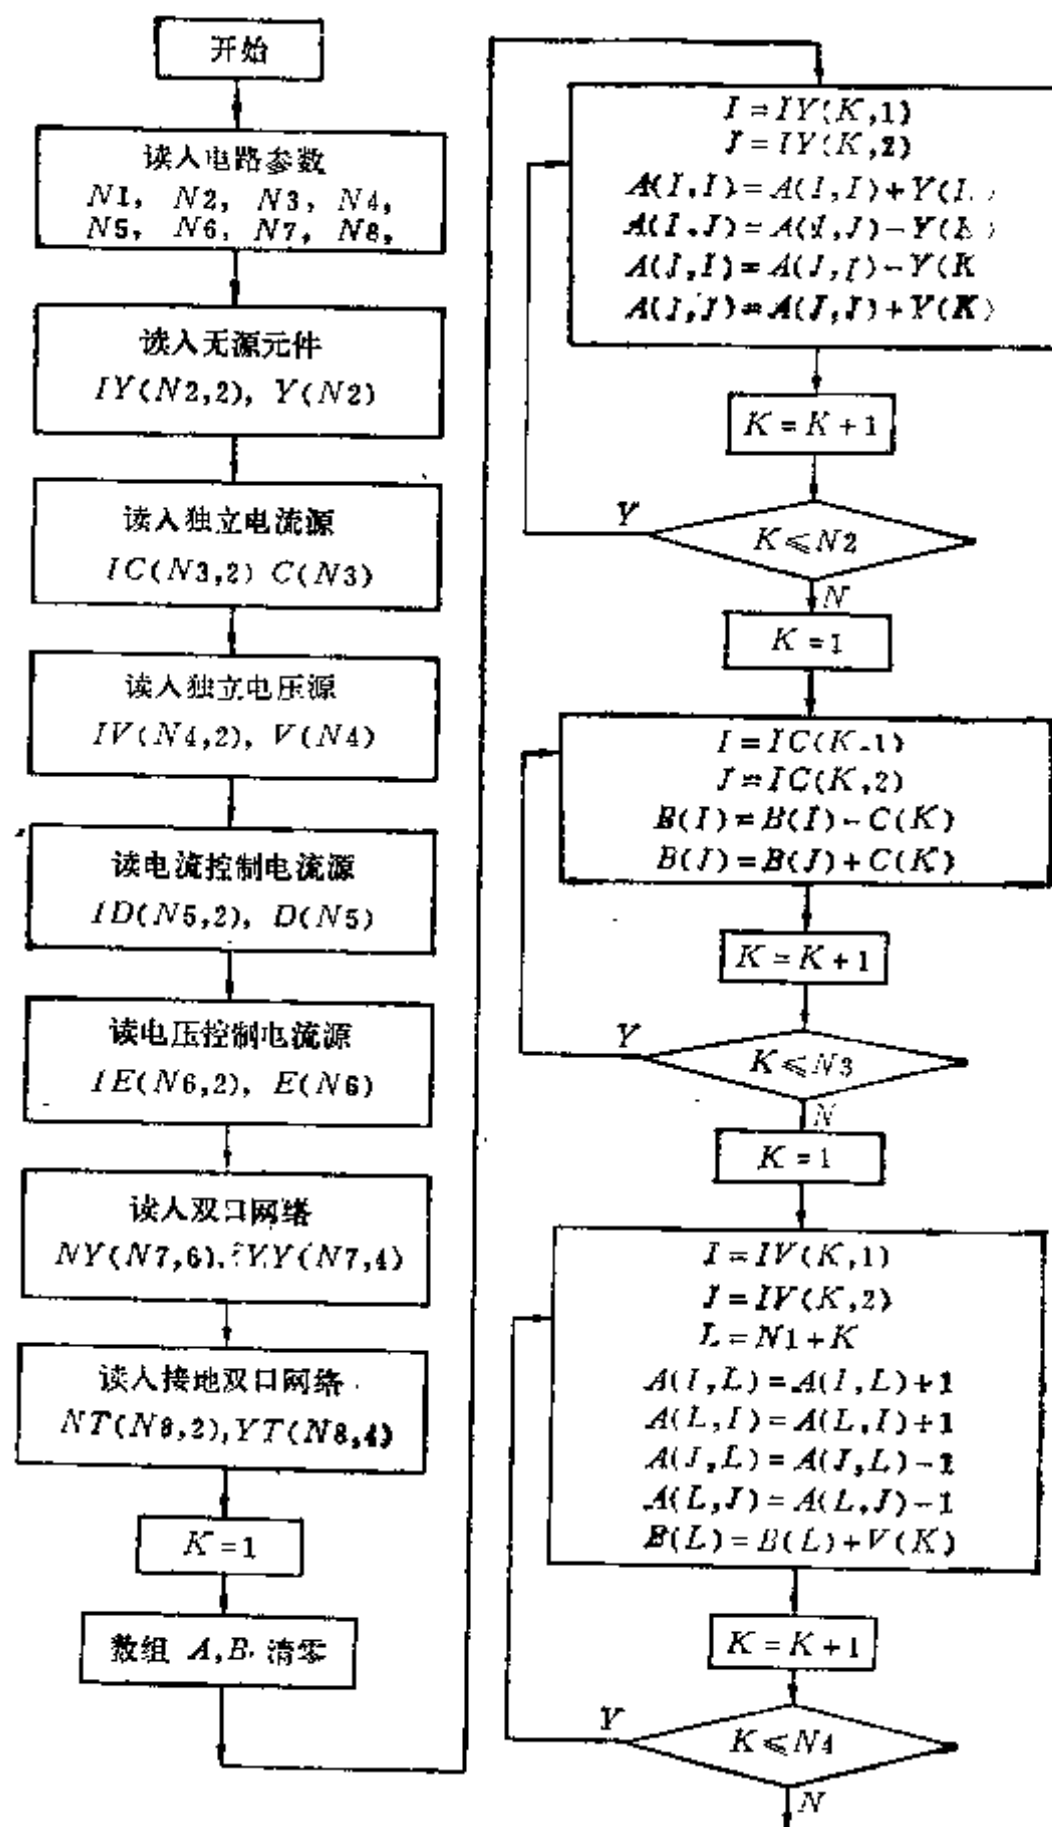 开始
读入电路参数
N1, N2, N3, N4,
N5, N6, N7, N8,
读入无源元件
IY(N2,2), Y(N2)
读入独立电流源
IC(N3,2) C(N3)
读入独立电压源
IV(N4,2), V(N4)
读电流控制电流源
ID(N5,2), D(N5)
读电压控制电流源
IE(N6,2), E(N6)
读入双口网络
NY(N7,6), YY(N7,4)
读入接地双口网络
NT(N8,2), YT(N8,4)
K=1
数组 A,B 清零
I=IY(K,1)
J=IY(K,2)
A(I,I)=A(I,I)+Y(
A(I,J)=A(I,J)-Y(K)
A(J,I)=A(J,I)-Y(K
A(J,J)=A(J,J)+Y(K)
K=K+1
Y
K≤N2
N
K=1
I=IC(K,1)
J=IC(K,2)
B(I)=B(I)-C(K)
B(J)=B(J)+C(K)
K=K+1
Y
K≤N3
N
K=1
I=IV(K,1)
J=IV(K,2)
L=N1+K
A(I,L)=A(I,L)+1
A(L,I)=A(L,I)+1
A(J,L)=A(J,L)-1
A(L,J)=A(L,J)-1
B(L)=B(L)+V(K)
K=K+1
Y
K≤N4
N